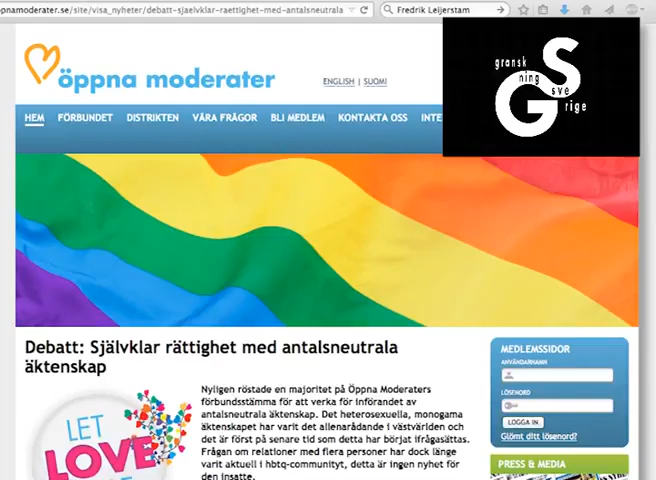 pnamoderater.se/site/visa_nyheter/debatt-sjaelvklar-raettighet-med-antalsneutrala
Fredrik Leijerstam
öppna moderater
ENGLISH | SUOMI
gransk
ning
sve
rige
GS
HEM FÖRBUNDET DISTRIKTEN VÅRA FRÅGOR BLI MEDLEM KONTAKTA OSS INTE
Debatt: Självklar rättighet med antalsneutrala
äktenskap
LET
LOVE
Nyligen röstade en majoritet på Öppna Moderaters
förbundsstämma för att verka för införandet av
antalsneutrala äktenskap. Det heterosexuella, monogama
äktenskapet har varit det allenarådande i västvärlden och
det är först på senare tid som detta har börjat ifrågasättas.
Frågan om relationer med flera personer har dock länge
varit aktuell i hbtq-communityt, detta är ingen nyhet för
den insatte.
MEDLEMSSIDOR
ANVÄNDARNAMN
LÖSENORD
LOGGA IN
Glömt ditt lösenord?
PRESS & MEDIA